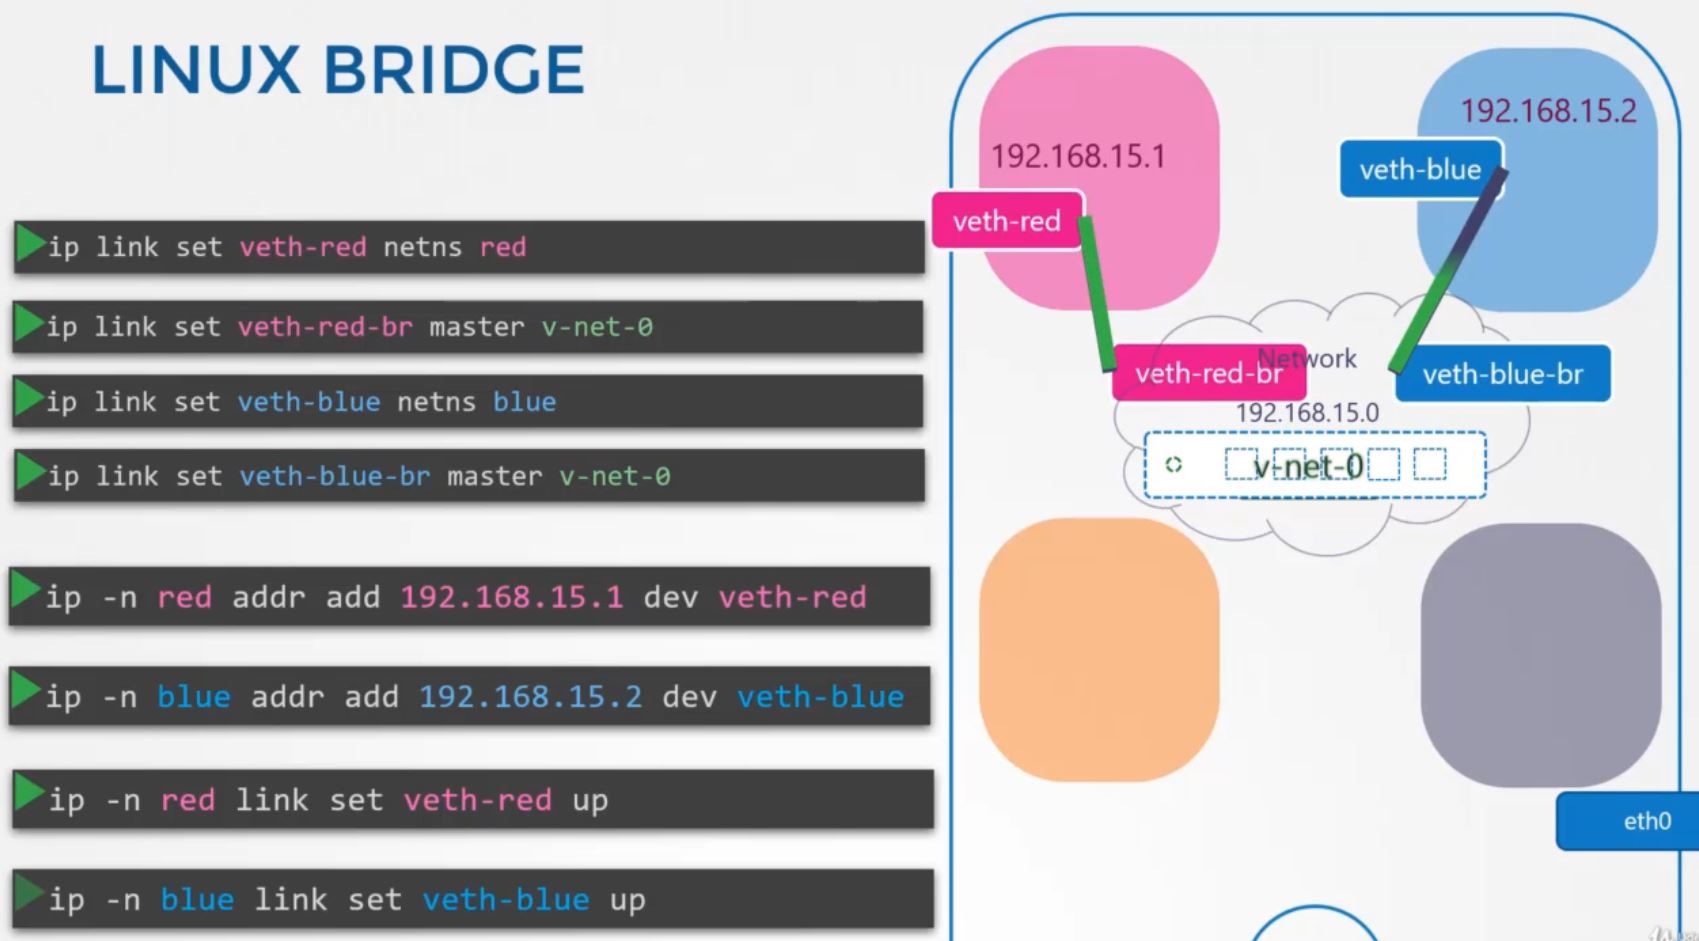 LINUX BRIDGE
ip link set veth-red netns red
ip link set veth-red-br master v-net-0
ip link set veth-blue netns blue
ip link set veth-blue-br master v-net-0
ip -n red addr add 192.168.15.1 dev veth-red
ip -n blue addr add 192.168.15.2 dev veth-blue
ip -n red link set veth-red up
ip -n blue link set veth-blue up
192.168.15.1
veth-red
192.168.15.2
veth-blue
Network
veth-red-br
veth-blue-br
192.168.15.0
v-net-0
eth0